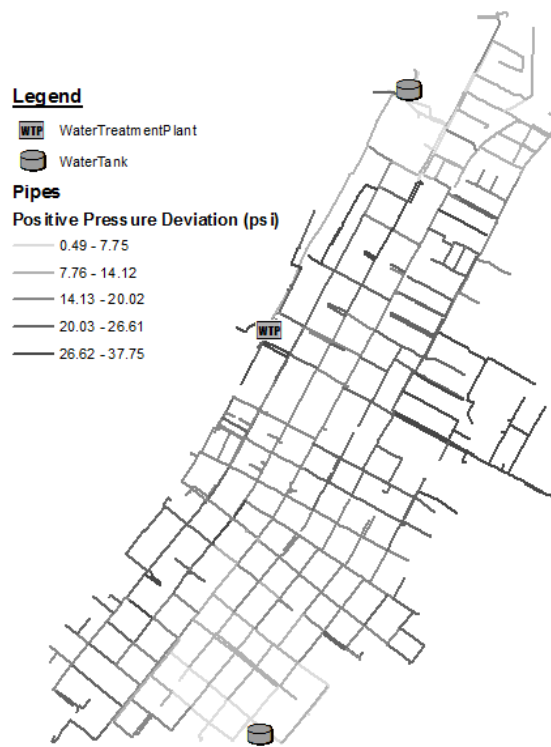 Legend
WTP WaterTreatmentPlant
WaterTank
Pipes
Positive Pressure Deviation (psi)
0.49 - 7.75
7.76 - 14.12
14.13 - 20.02
20.03 - 26.61
26.62 - 37.75
WTP